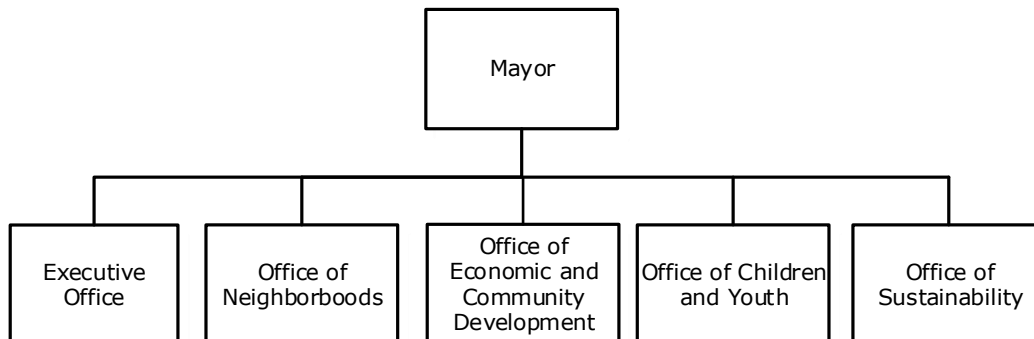 Mayor
Executive
Office
Office of
Neighborboods
Office of
Economic and
Community
Development
Office of Children
and Youth
Office of
Sustainability